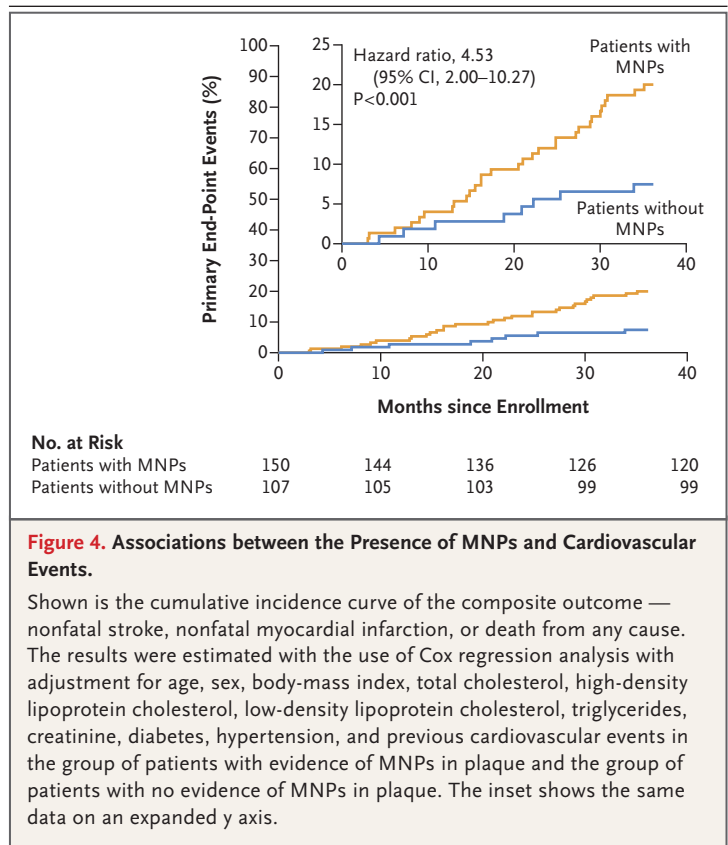 Primary End-Point Events (%)
100
90
80
70
60
50
40
30
20
10
0
25
20
15
10
5
0
Hazard ratio, 4.53
(95% CI, 2.00–10.27)
P<0.001
Patients with
MNPs
Patients without
MNPs
0 10 20 30 40
0 10 20 30 40
Months since Enrollment
No. at Risk
Patients with MNPs 150 144 136 126 120
Patients without MNPs 107 105 103 99 99
Figure 4. Associations between the Presence of MNPs and Cardiovascular
Events.
Shown is the cumulative incidence curve of the composite outcome —
nonfatal stroke, nonfatal myocardial infarction, or death from any cause.
The results were estimated with the use of Cox regression analysis with
adjustment for age, sex, body-mass index, total cholesterol, high-density
lipoprotein cholesterol, low-density lipoprotein cholesterol, triglycerides,
creatinine, diabetes, hypertension, and previous cardiovascular events in
the group of patients with evidence of MNPs in plaque and the group of
patients with no evidence of MNPs in plaque. The inset shows the same
data on an expanded y axis.